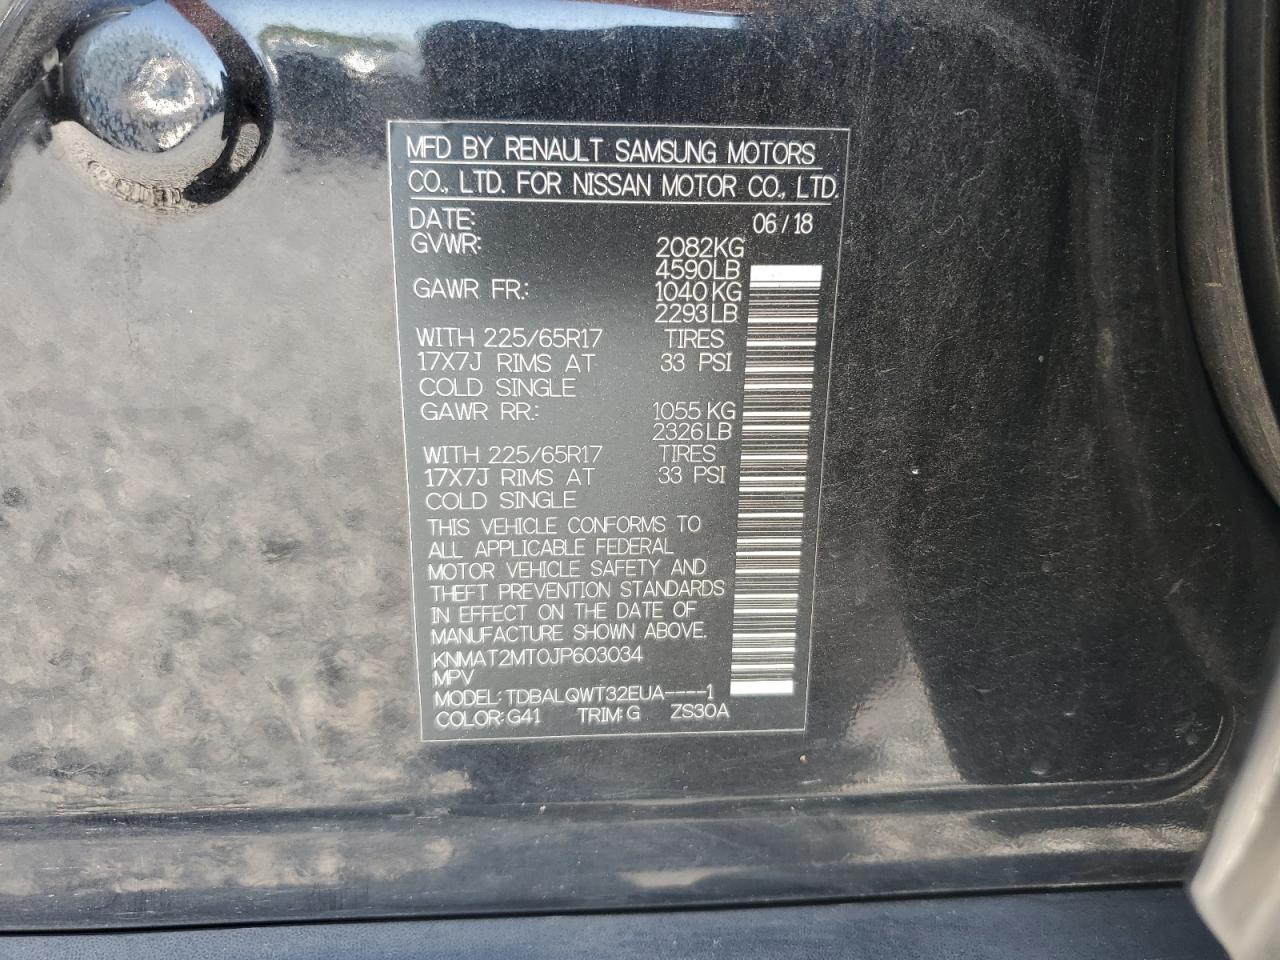 MFD BY RENAULT SAMSUNG MOTORS
CO., LTD. FOR NISSAN MOTOR CO., LTD.
DATE: 06/18
GVWR: 2082KG
4590LB
GAWR FR.: 1040KG
2293LB
WITH 225/65R17 TIRES
17X7J RIMS AT 33 PSI
COLD SINGLE
GAWR RR.: 1055KG
2326LB
WITH 225/65R17 TIRES
17X7J RIMS AT 33 PSI
COLD SINGLE
THIS VEHICLE CONFORMS TO
ALL APPLICABLE FEDERAL
MOTOR VEHICLE SAFETY AND
THEFT PREVENTION STANDARDS
IN EFFECT ON THE DATE OF
MANUFACTURE SHOWN ABOVE.
KNMAT2MT0JP603034
MPV
MODEL: TDBALQWT32EUA----1
COLOR: G41 TRIM: G ZS30A